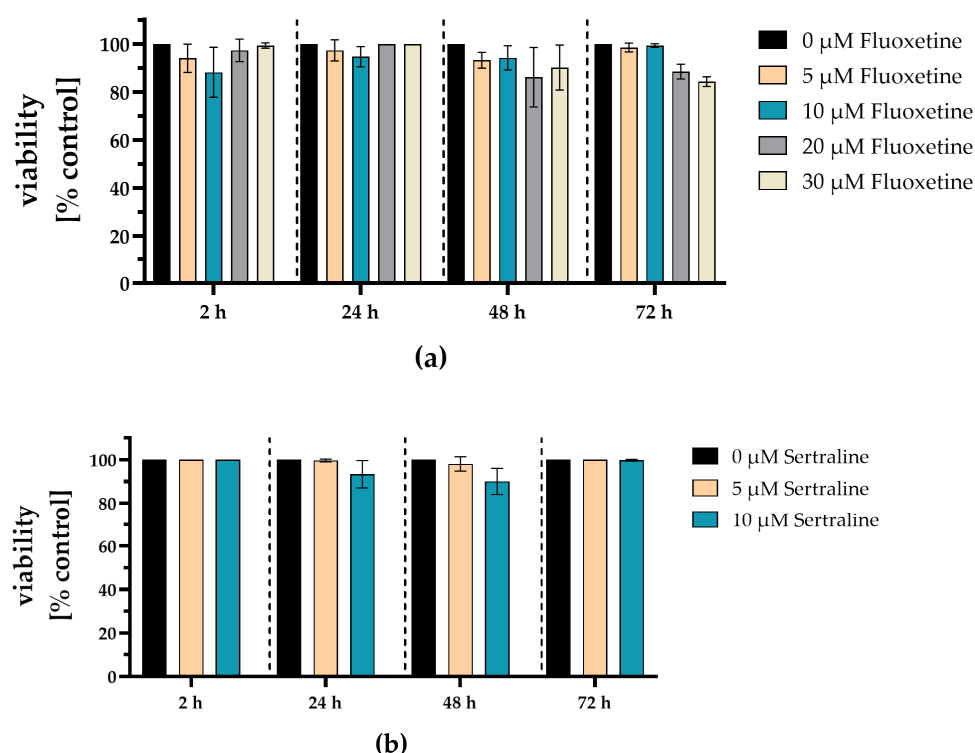 viability
[% control]
100
80
60
40
20
0
2 h
24 h
48 h
72 h
0 µM Fluoxetine
5 µM Fluoxetine
10 µM Fluoxetine
20 µM Fluoxetine
30 µM Fluoxetine
(a)
viability
[% control]
100
80
60
40
20
0
2 h
24 h
48 h
72 h
0 µM Sertraline
5 µM Sertraline
10 µM Sertraline
(b)